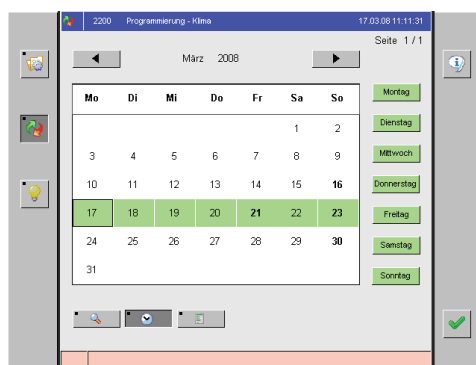 2200 Programmierung - Klima 17.03.08 11:11:31
Seite 1 / 1
März 2008
Mo Di Mi Do Fr Sa So
1 2
3 4 5 6 7 8 9
10 11 12 13 14 15 16
17 18 19 20 21 22 23
24 25 26 27 28 29 30
31
Montag
Dienstag
Mittwoch
Donnerstag
Freitag
Samstag
Sonntag